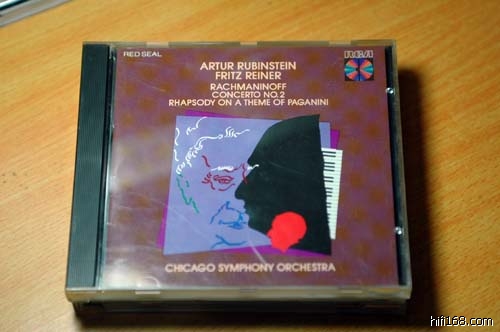 RED SEAL
RCA
ARTUR RUBINSTEIN
FRITZ REINER
RACHMANINOFF
CONCERTO NO. 2
RHAPSODY ON A THEME OF PAGANINI
CHICAGO SYMPHONY ORCHESTRA
hifi168.com